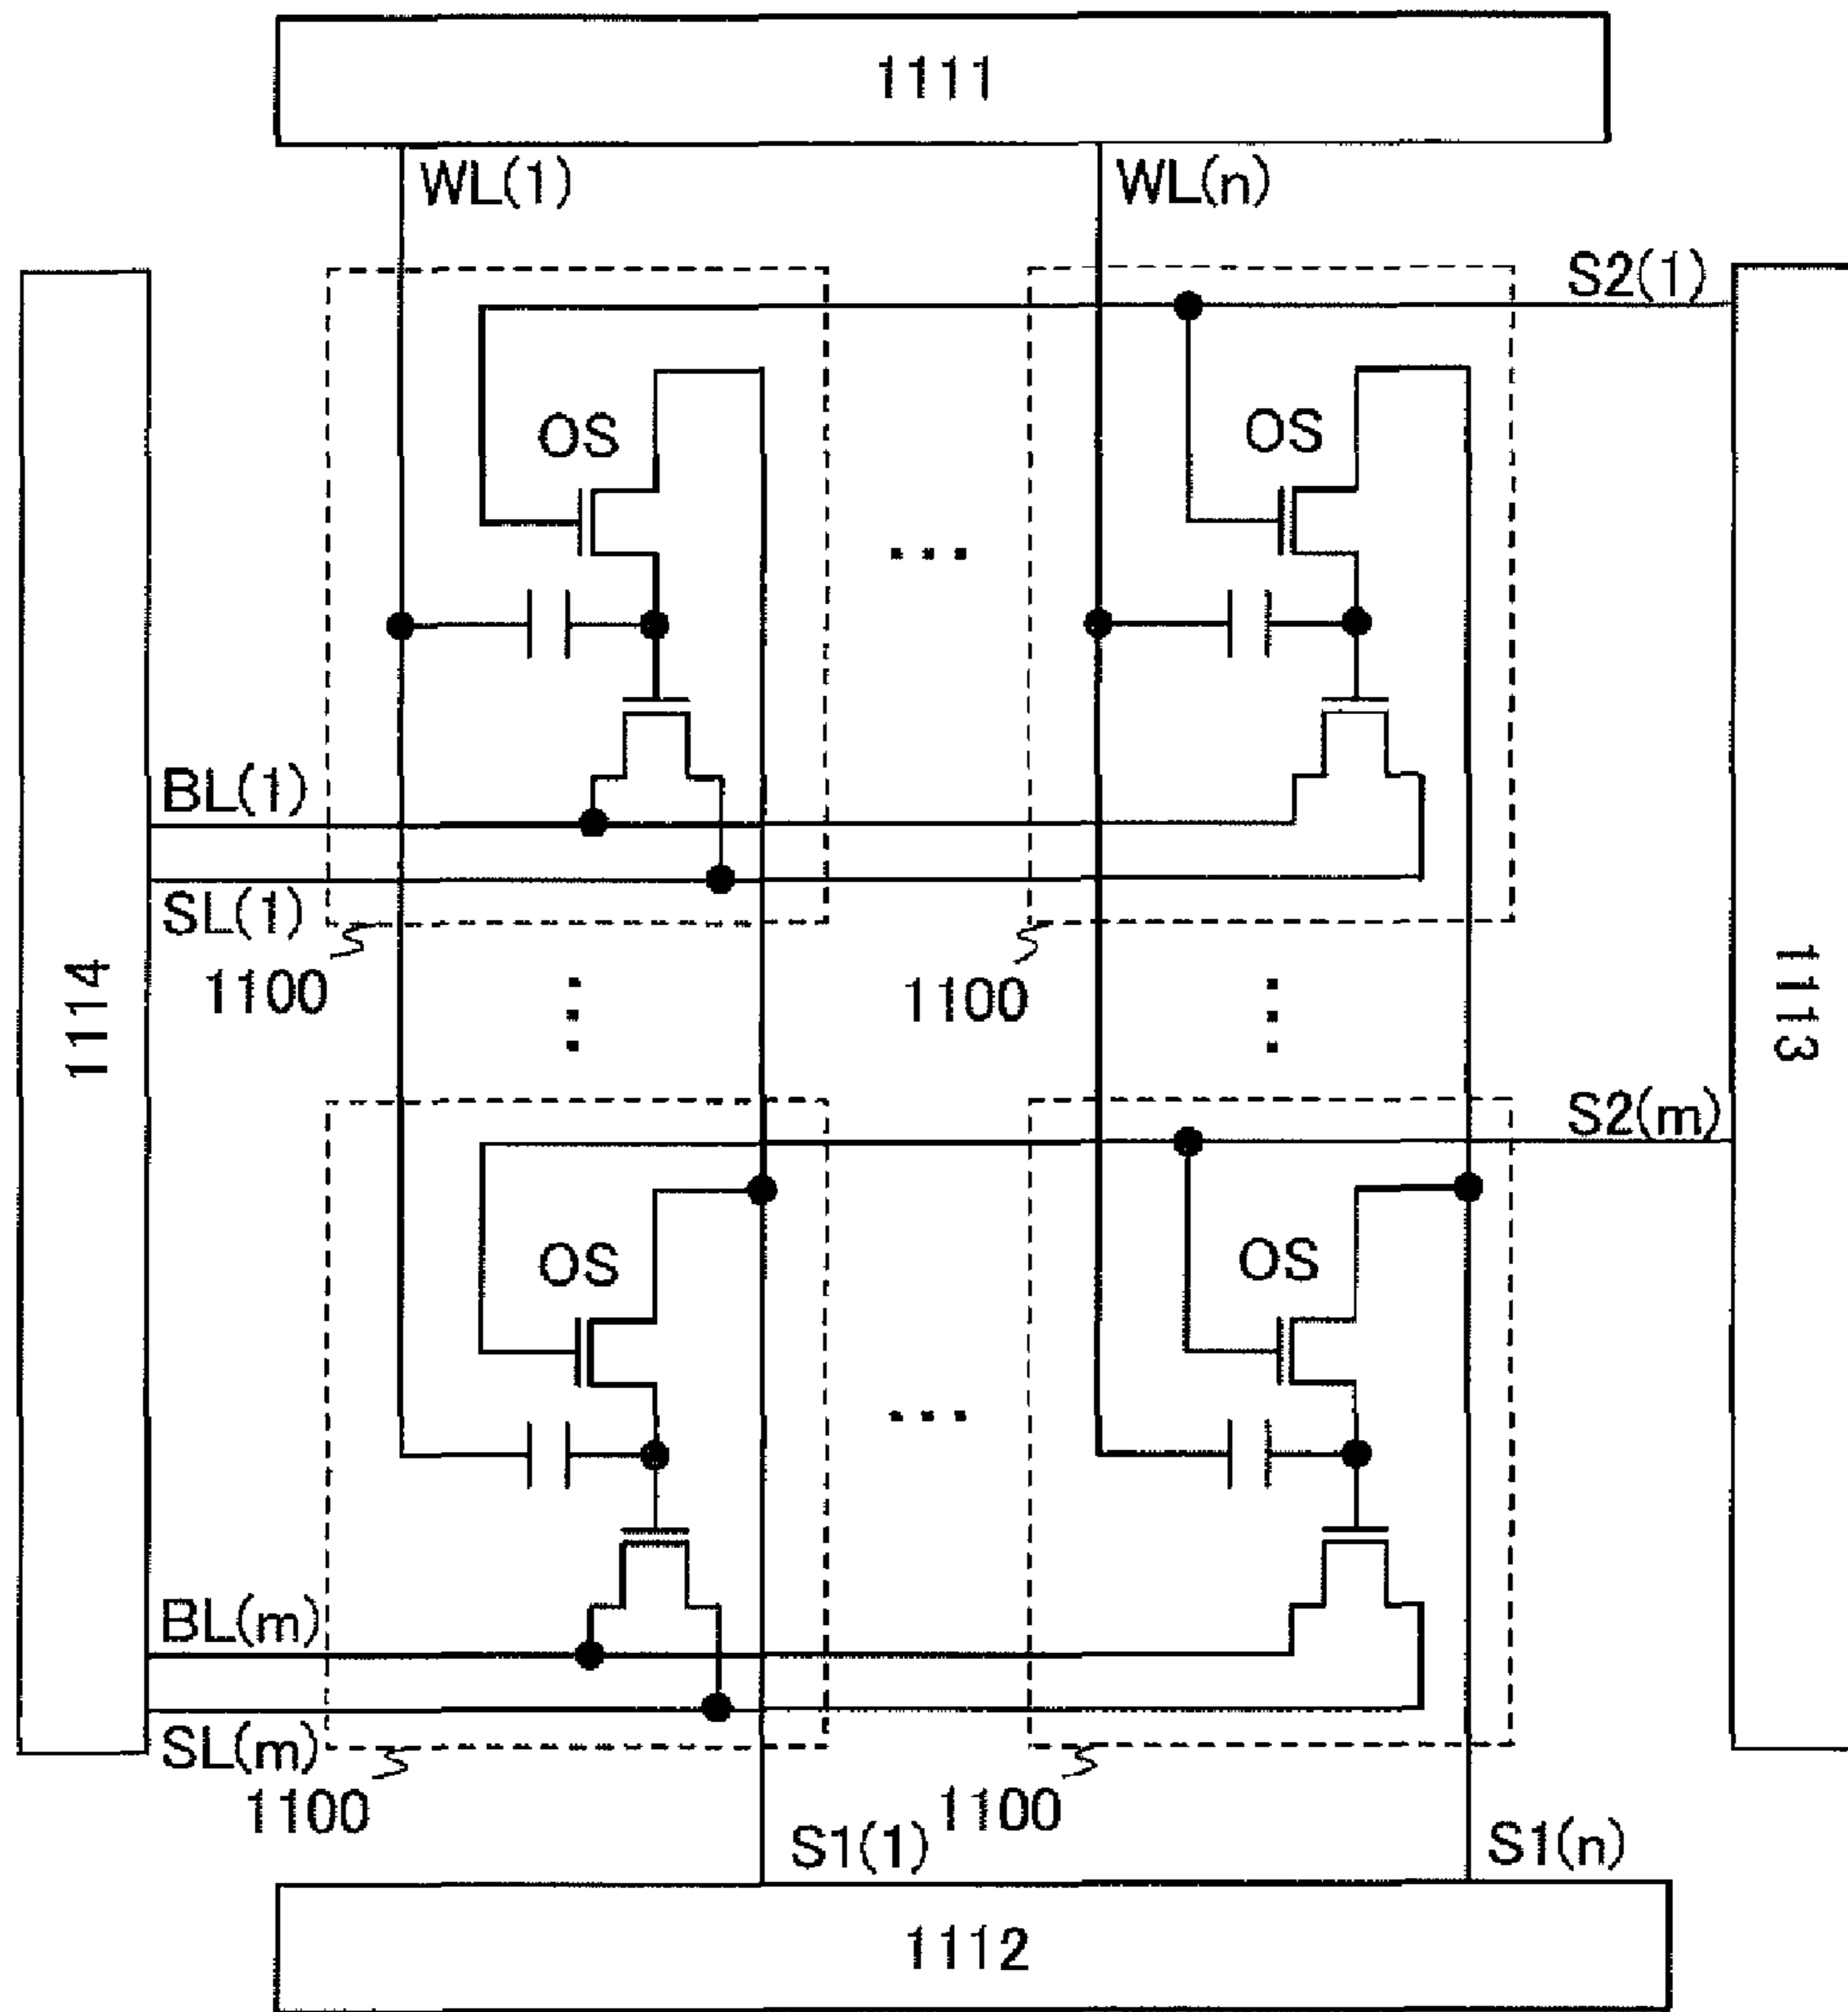 1111
WL(1)
WL(n)
S2(1)
OS
OS
...
BL(1)
SL(1)
1100
1100
1114
1113
S2(m)
OS
OS
...
BL(m)
SL(m)
1100
1100
S1(1)
S1(n)
1112